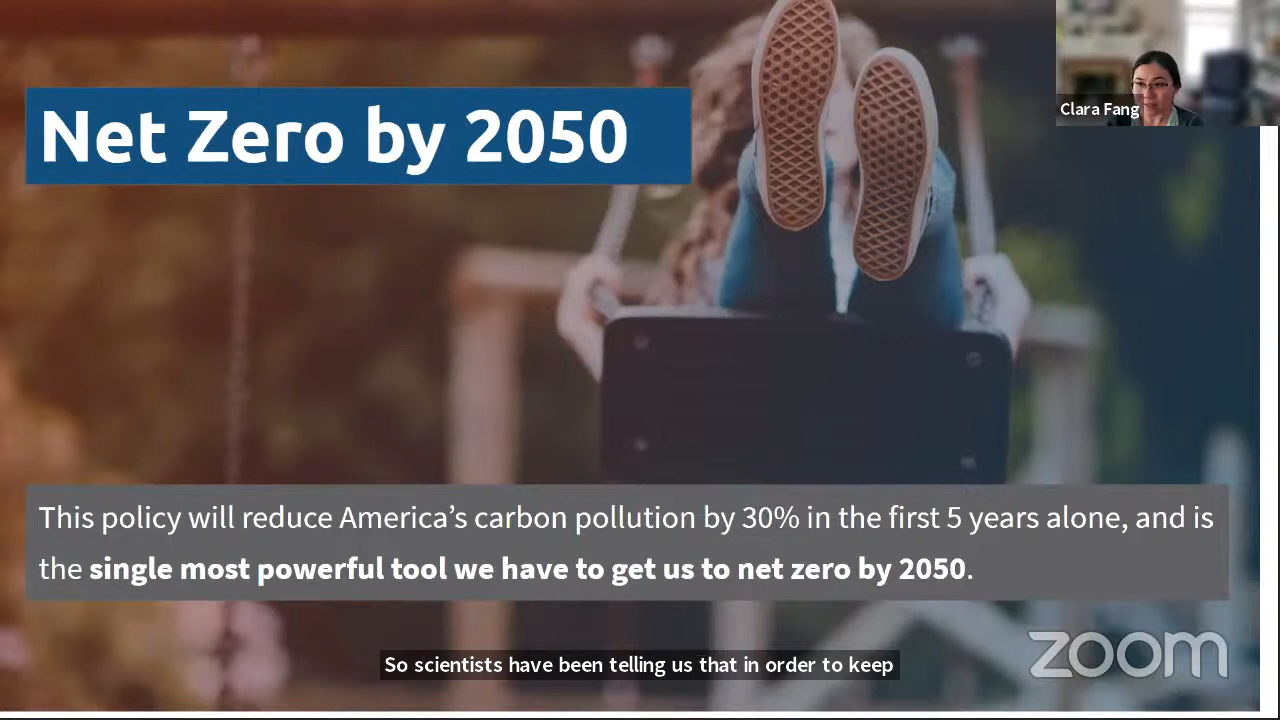 Clara Fang
Net Zero by 2050
This policy will reduce America's carbon pollution by 30% in the first 5 years alone, and is
the single most powerful tool we have to get us to net zero by 2050.
So scientists have been telling us that in order to keep
zoom